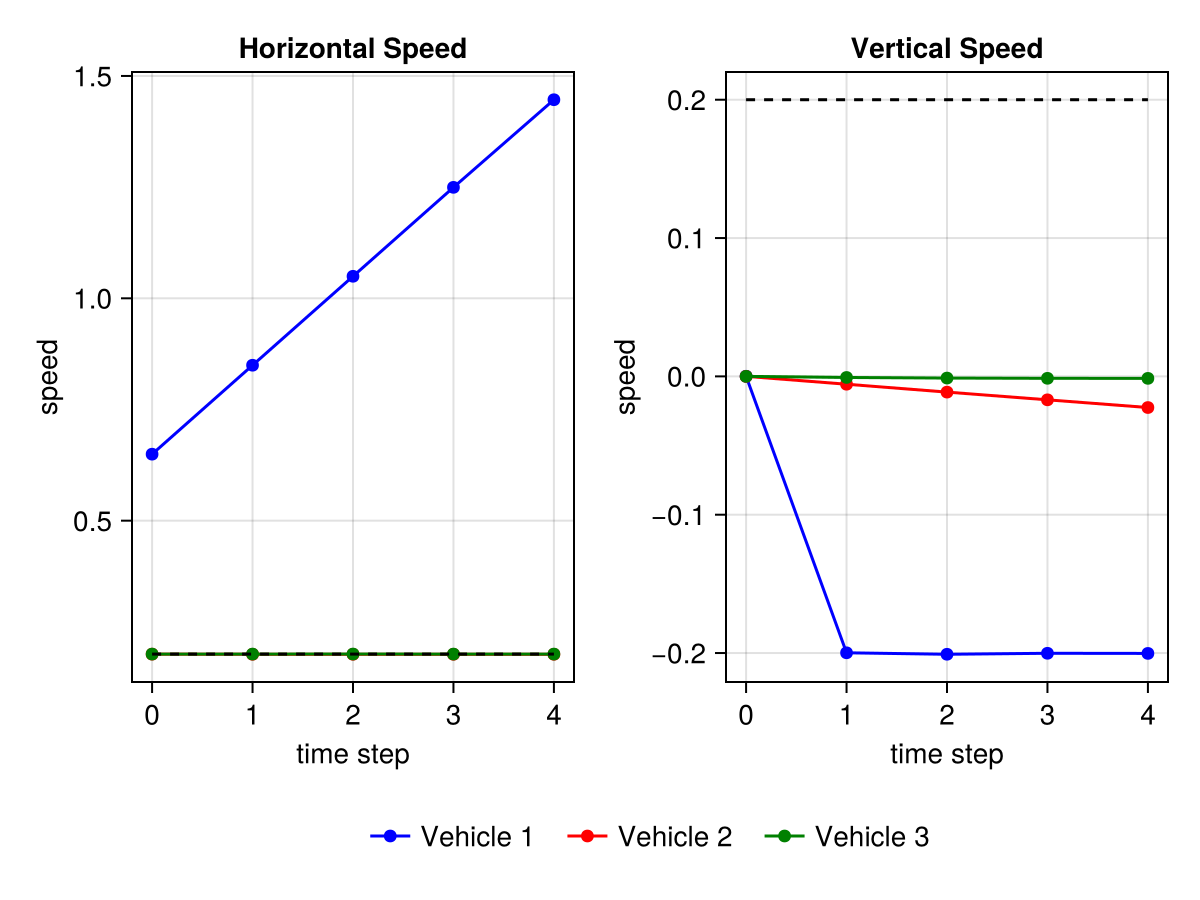 Horizontal Speed
1.5
1.0
0.5
speed
0 1 2 3 4
time step
Vertical Speed
0.2
0.1
0.0
−0.1
−0.2
speed
0 1 2 3 4
time step
Vehicle 1 Vehicle 2 Vehicle 3